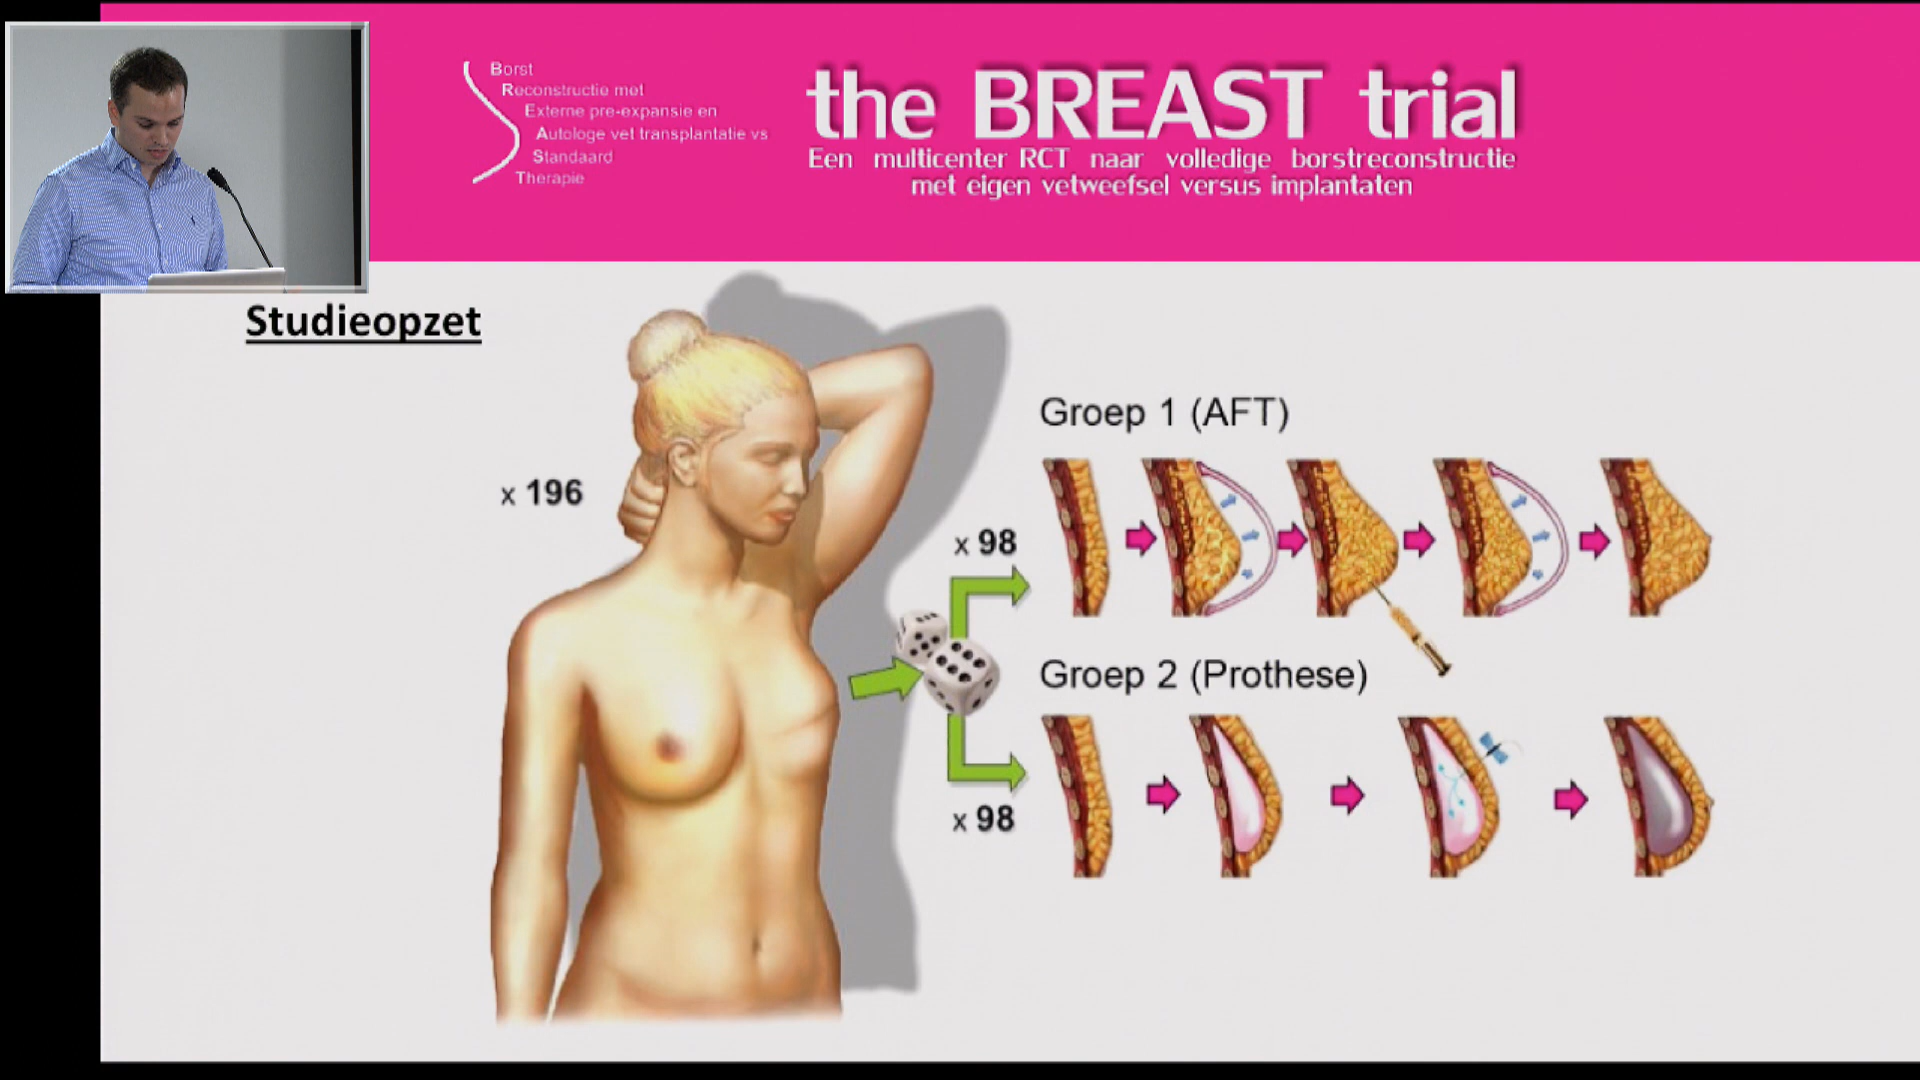 Borst
Reconstructie met
Externe pre-expansie en
Autologe vet transplantatie vs
Standaard
Therapie
the BREAST trial
Een multicenter RCT naar volledige borstreconstructie
met eigen vetweefsel versus implantaten
Studieopzet
x 196
Groep 1 (AFT)
x 98
Groep 2 (Prothese)
x 98